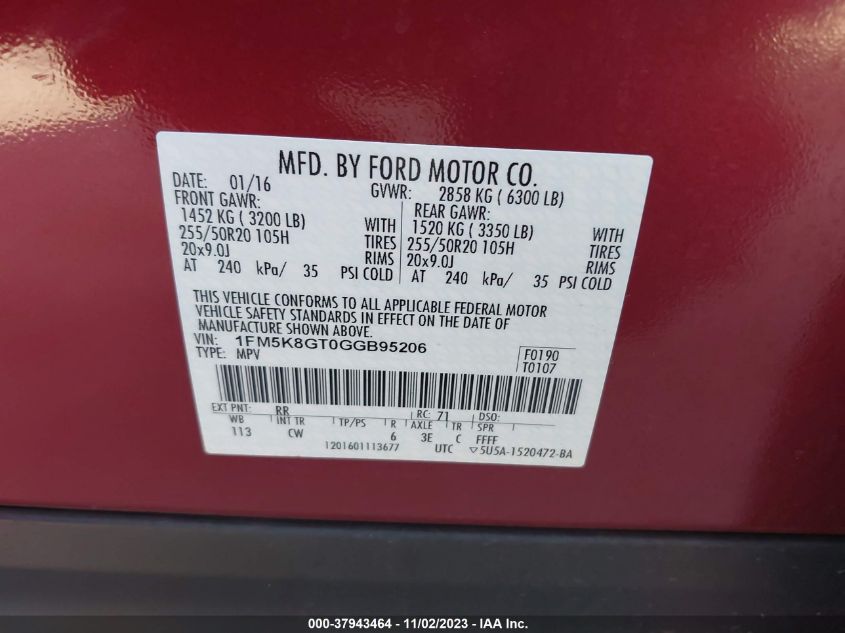 MFD. BY FORD MOTOR CO.
DATE: 01/16 GVWR: 2858 KG ( 6300 LB)
FRONT GAWR: REAR GAWR:
1452 KG ( 3200 LB) WITH 1520 KG ( 3350 LB) WITH
255/50R20 105H TIRES 255/50R20 105H TIRES
20x9.0J RIMS 20x9.0J RIMS
AT 240 kPa/ 35 PSI COLD AT 240 kPa/ 35 PSI COLD
THIS VEHICLE CONFORMS TO ALL APPLICABLE FEDERAL MOTOR
VEHICLE SAFETY STANDARDS IN EFFECT ON THE DATE OF
MANUFACTURE SHOWN ABOVE.
VIN: 1FM5K8GT0GGB95206
TYPE: MPV
F0190
T0107
EXT PNT: RR RC: 71 DSO:
WB INT TR TP/PS R AXLE TR SPR
113 CW 6 3E C FFFF
1201601113677 UTC ▽5U5A-1520472-BA
000-37943464 - 11/02/2023 - IAA Inc.